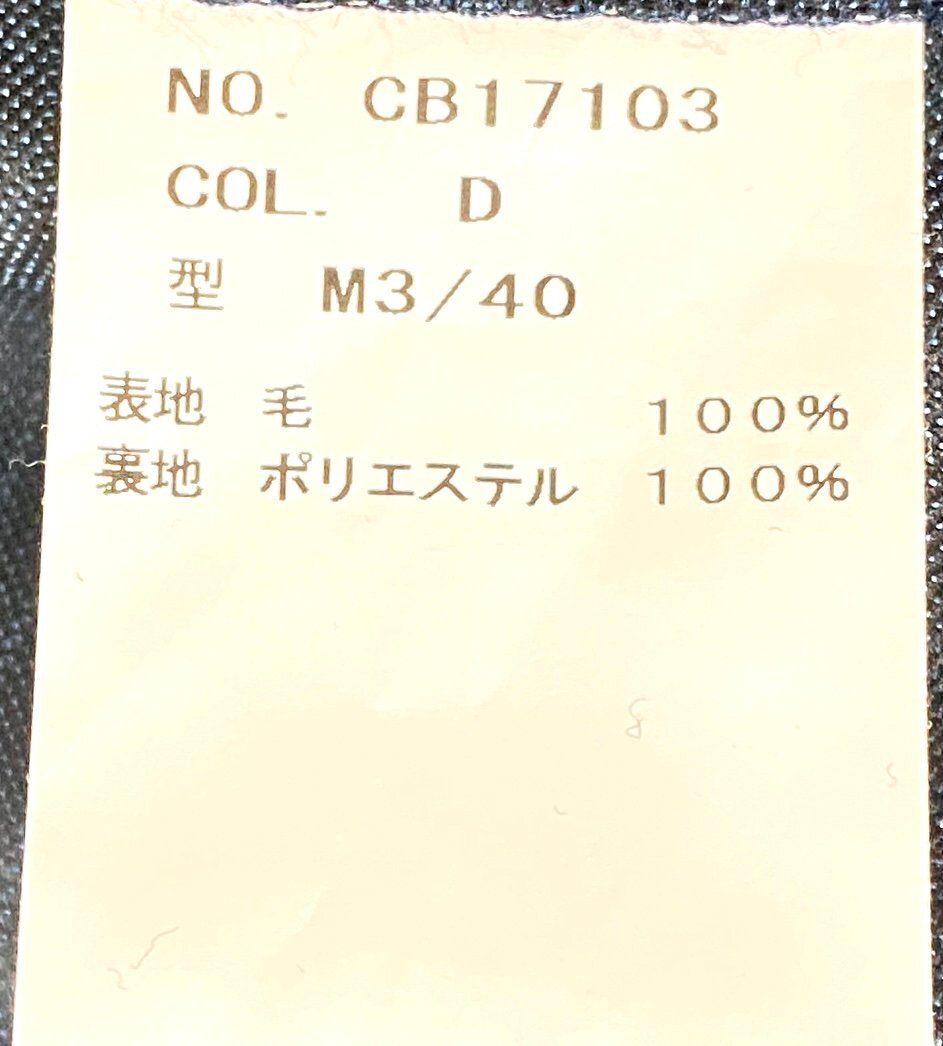 NO. CB17103
COL. D
型 M3/40
表地 毛 100%
裏地 ポリエステル 100%